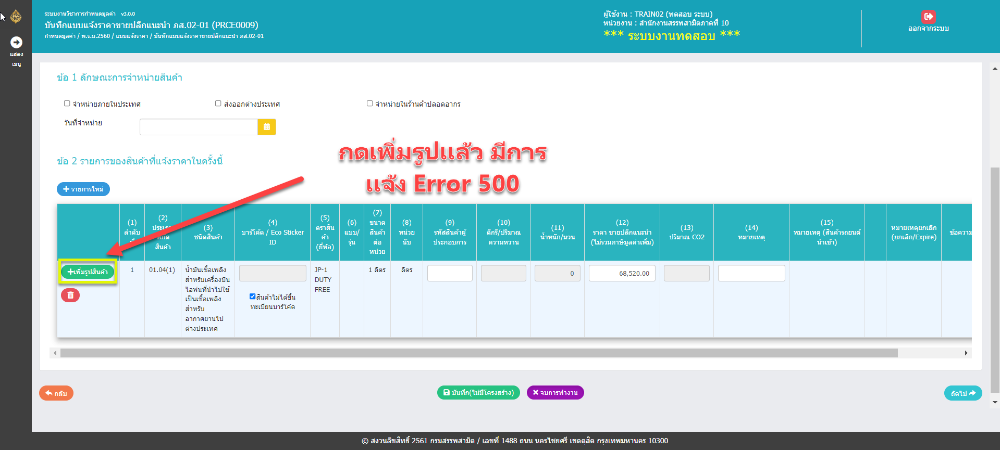 ระบบงานวิชาการกำหนดมูลค่า v3.0.0
บันทึกแบบแจ้งราคาขายปลีกแนะนำ ภส.02-01 (PRCE0009)
กำหนดมูลค่า / พ.ร.บ.2560 / แบบแจ้งราคา / บันทึกแบบแจ้งราคาขายปลีกแนะนำ ภส.02-01
ผู้ใช้งาน : TRAIN02 (ทดสอบ ระบบ)
หน่วยงาน : สำนักงานสรรพสามิตภาคที่ 10
*** ระบบงานทดสอบ ***
ออกจากระบบ
แสดง
เมนู
ข้อ 1 ลักษณะการจำหน่ายสินค้า
จำหน่ายภายในประเทศ
ส่งออกต่างประเทศ
จำหน่ายในร้านค้าปลอดอากร
วันที่จำหน่าย
กดเพิ่มรูปแล้ว มีการ
แจ้ง Error 500
ข้อ 2 รายการของสินค้าที่แจ้งราคาในครั้งนี้
รายการใหม่
(1)
ลำดับ
(2)
สินค้า
(3)
ชนิดสินค้า
(4)
บาร์โค้ด / Eco Sticker
ID
(5)
ตราสิน
ค้า
(ยี่ห้อ)
(6)
แบบ/
รุ่น
(7)
ขนาด
สินค้า
ต่อ
หน่วย
(8)
หน่วย
นับ
(9)
รหัสสินค้าผู้
ประกอบการ
(10)
ดีกรี/ปริมาณ
ความหวาน
(11)
น้ำหนัก/มวน
(12)
ราคา ขายปลีกแนะนำ
(ไม่รวมภาษีมูลค่าเพิ่ม)
(13)
ปริมาณ CO2
(14)
หมายเหตุ
(15)
หมายเหตุ (สินค้ารถยนต์
นำเข้า)
หมายเหตุยกเลิก
(ยกเลิก/Expire)
ข้อความ
เพิ่มรูปสินค้า
1
01.04(1)
น้ำมันเชื้อเพลิง
สำหรับเครื่องบิน
ไอพ่นที่นำไปใช้
เป็นเชื้อเพลิง
สำหรับ
อากาศยานไป
ต่างประเทศ
สินค้าไม่ได้ขึ้น
ทะเบียนบาร์โค้ด
JP-1
DUTY
FREE
1 ลิตร
ลิตร
0
68,520.00
กลับ
บันทึก(ไม่มีโครงสร้าง)
จบการทำงาน
ถัดไป
© สงวนลิขสิทธิ์ 2561 กรมสรรพสามิต / เลขที่ 1488 ถนน นครไชยศรี เขตดุสิต กรุงเทพมหานคร 10300